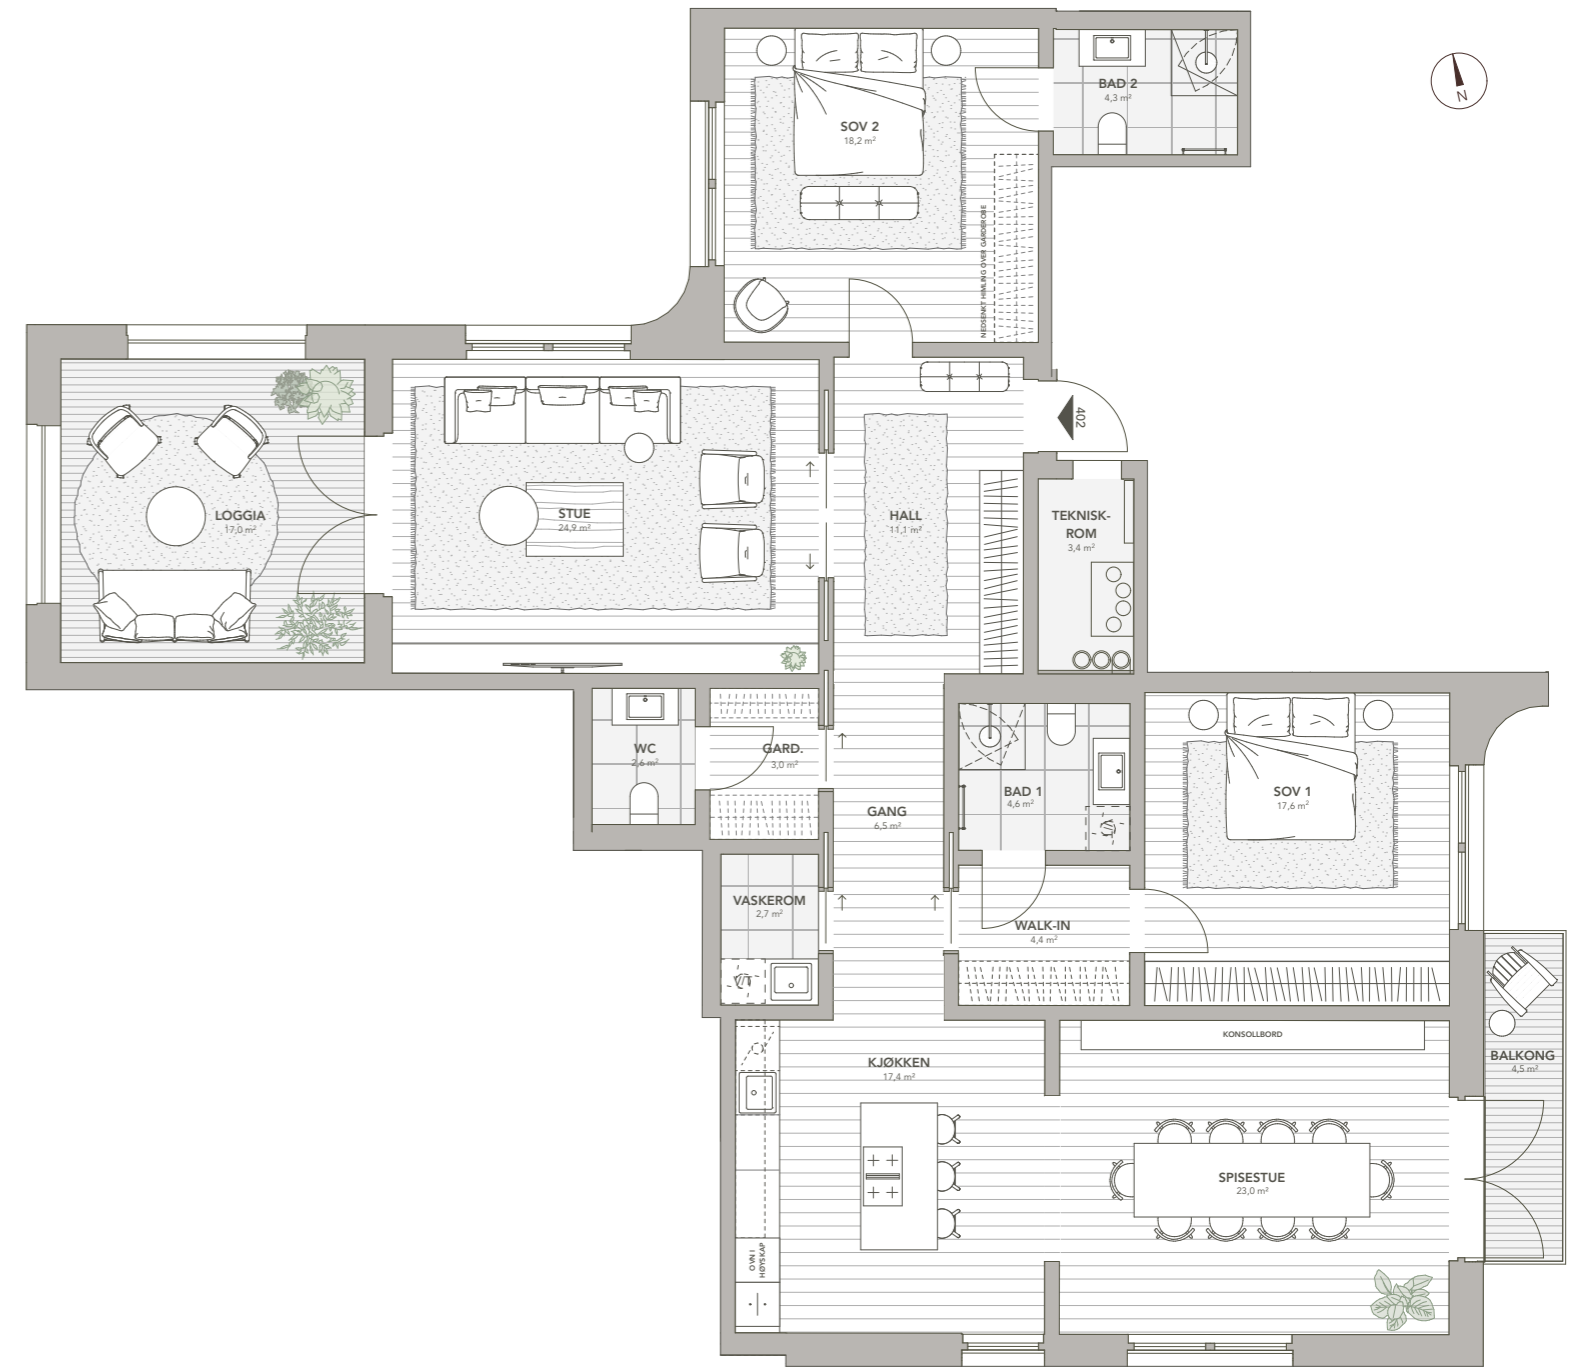 N
BAD 2
4,3 m²
SOV 2
18,2 m²
NEDSENKT HIMLING OVER GARDEROBE
402
LOGGIA
17,0 m²
STUE
24,9 m²
HALL
11,1 m²
TEKNISK-
ROM
3,4 m²
WC
2,6 m²
GARD.
3,0 m²
GANG
6,5 m²
BAD 1
4,6 m²
V/T
SOV 1
17,6 m²
VASKEROM
2,7 m²
V/T
WALK-IN
4,4 m²
KJØKKEN
17,4 m²
KONSOLLBORD
BALKONG
4,5 m²
SPISESTUE
23,0 m²
OVN I
HØYSKAP